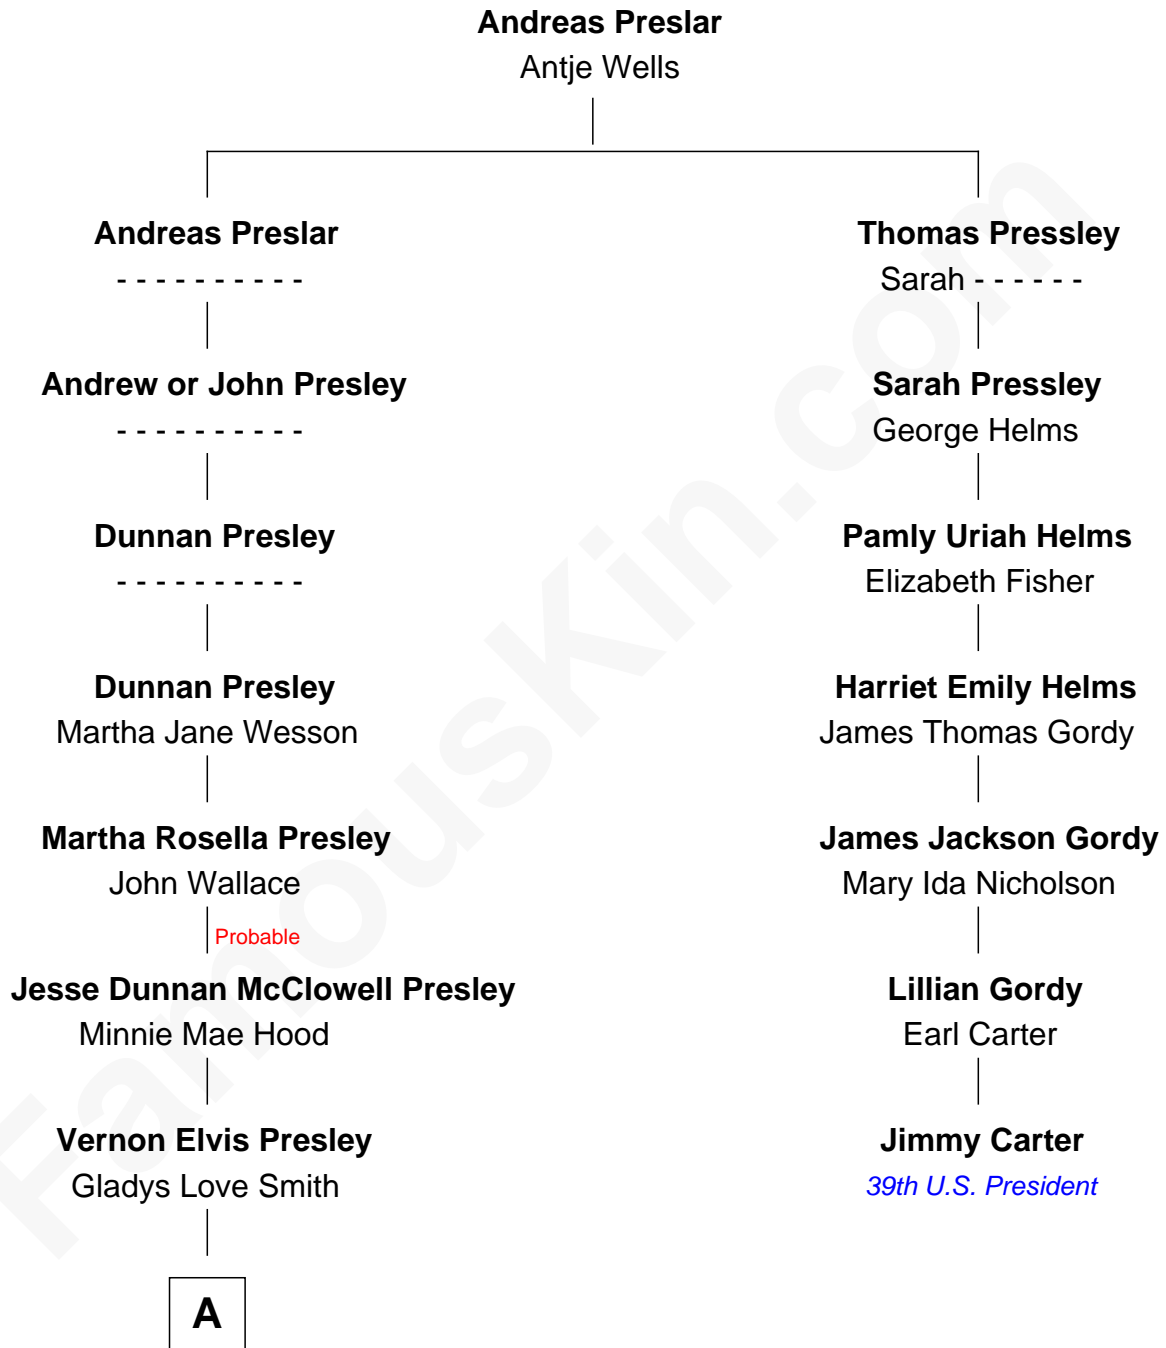 Andreas Preslar
Antje Wells
Andreas Preslar
- - - - - - - - - -
Andrew or John Presley
- - - - - - - - - -
Dunnan Presley
- - - - - - - - - -
Dunnan Presley
Martha Jane Wesson
Martha Rosella Presley
John Wallace
Probable
Jesse Dunnan McClowell Presley
Minnie Mae Hood
Vernon Elvis Presley
Gladys Love Smith
A
Thomas Pressley
Sarah - - - - - -
Sarah Pressley
George Helms
Pamly Uriah Helms
Elizabeth Fisher
Harriet Emily Helms
James Thomas Gordy
James Jackson Gordy
Mary Ida Nicholson
Lillian Gordy
Earl Carter
Jimmy Carter
39th U.S. President
FamousKin.com